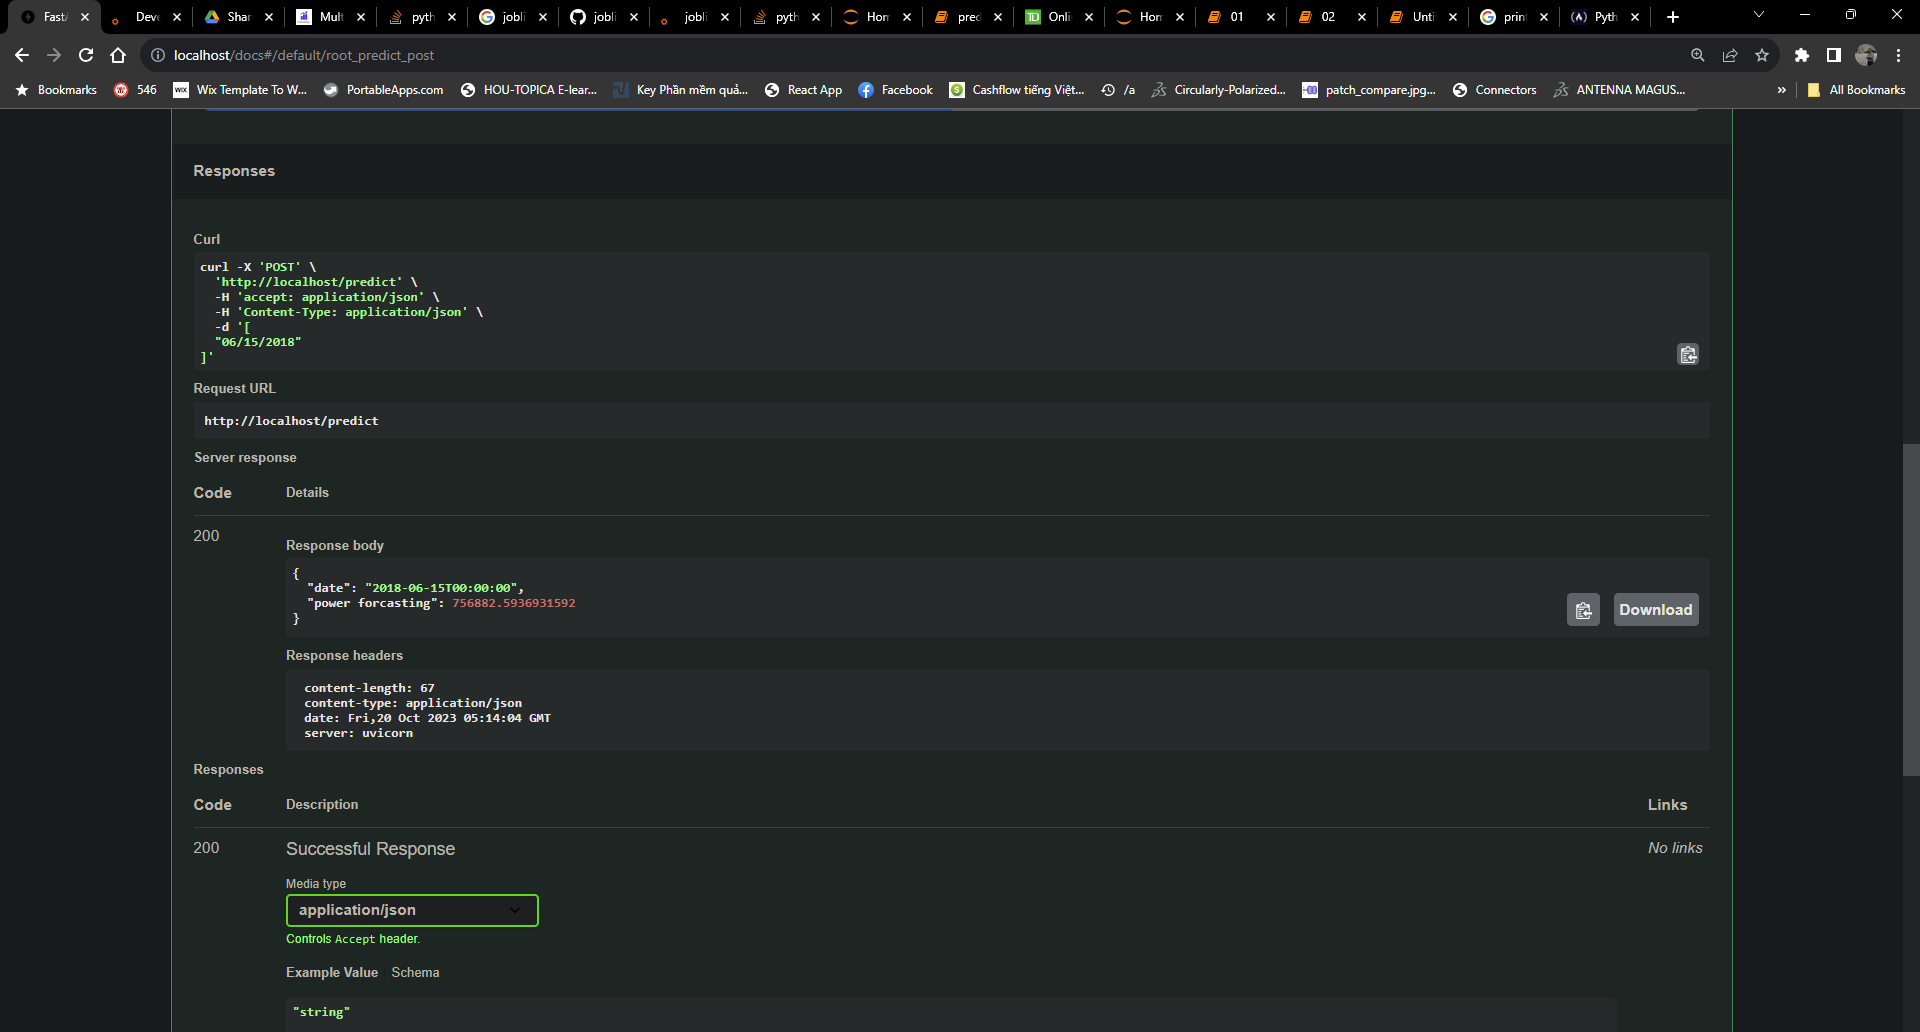 FastA
Deve
Shar
Mult
pyth
jobli
jobli
jobli
pyth
Hom
pred
Onli
Hom
01
02
Unti
prin
Pyth
localhost/docs#/default/root_predict_post
Bookmarks
546
Wix Template To W...
PortableApps.com
HOU-TOPICA E-lear...
Key Phần mềm quả...
React App
Facebook
Cashflow tiếng Việt...
/a
Circularly-Polarized...
patch_compare.jpg...
Connectors
ANTENNA MAGUS...
»
All Bookmarks
Responses
Curl
curl -X 'POST' \
'http://localhost/predict' \
-H 'accept: application/json' \
-H 'Content-Type: application/json' \
-d '[
"06/15/2018"
]'
Request URL
http://localhost/predict
Server response
Code Details
200
Response body
{
"date": "2018-06-15T00:00:00",
"power forcasting": 756882.5936931592
}
Download
Response headers
content-length: 67
content-type: application/json
date: Fri,20 Oct 2023 05:14:04 GMT
server: uvicorn
Responses
Code Description Links
200 Successful Response No links
Media type
application/json
Controls Accept header.
Example Value Schema
"string"